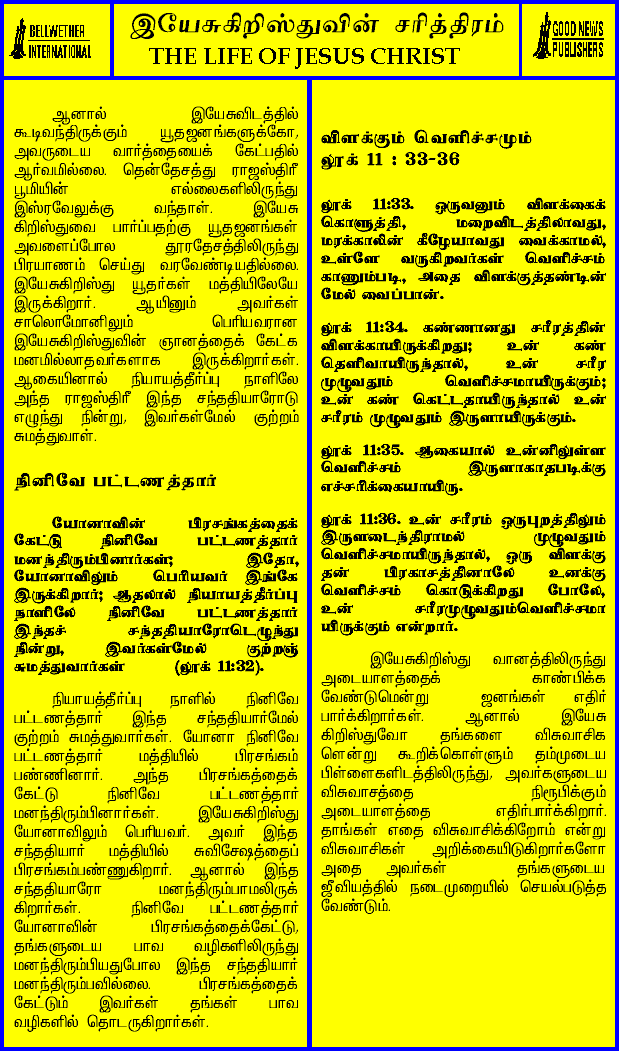 BELLWETHER
INTERNATIONAL
இயேசுகிறிஸ்துவின் சரித்திரம்
THE LIFE OF JESUS CHRIST
GOOD NEWS
PUBLISHERS
ஆனால் இயேசுவிடத்தில்
கூடிவந்திருக்கும் யூதஜனங்களுக்கோ,
அவருடைய வார்த்தையைக் கேட்பதில்
ஆர்வமில்லை. தென்தேசத்து ராஜஸ்திரீ
பூமியின் எல்லைகளிலிருந்து
இஸ்ரவேலுக்கு வந்தாள். இயேசு
கிறிஸ்துவை பார்ப்பதற்கு யூதஜனங்கள்
அவளைப்போல தூரதேசத்திலிருந்து
பிரயாணம் செய்து வரவேண்டியதில்லை.
இயேசுகிறிஸ்து யூதர்கள் மத்தியிலேயே
இருக்கிறார். ஆயினும் அவர்கள்
சாலொமோனிலும் பெரியவரான
இயேசுகிறிஸ்துவின் ஞானத்தைக் கேட்க
மனமில்லாதவர்களாக இருக்கிறார்கள்.
ஆகையினால் நியாயத்தீர்ப்பு நாளிலே
அந்த ராஜஸ்திரீ இந்த சந்ததியாரோடு
எழுந்து நின்று, இவர்கள்மேல் குற்றம்
சுமத்துவாள்.
நினிவே பட்டணத்தார்
யோனாவின் பிரசங்கத்தைக்
கேட்டு நினிவே பட்டணத்தார்
மனந்திரும்பினார்கள்; இதோ,
யோனாவிலும் பெரியவர் இங்கே
இருக்கிறார்; ஆதலால் நியாயத்தீர்ப்பு
நாளிலே நினிவே பட்டணத்தார்
இந்தச் சந்ததியாரோடெழுந்து
நின்று, இவர்கள்மேல் குற்றஞ்
சுமத்துவார்கள் (லூக் 11:32).
நியாயத்தீர்ப்பு நாளில் நினிவே
பட்டணத்தார் இந்த சந்ததியார்மேல்
குற்றம் சுமத்துவார்கள். யோனா நினிவே
பட்டணத்தார் மத்தியில் பிரசங்கம்
பண்ணினார். அந்த பிரசங்கத்தைக்
கேட்டு நினிவே பட்டணத்தார்
மனந்திரும்பினார்கள். இயேசுகிறிஸ்து
யோனாவிலும் பெரியவர். அவர் இந்த
சந்ததியார் மத்தியில் சுவிசேஷத்தைப்
பிரசங்கம்பண்ணுகிறார். ஆனால் இந்த
சந்ததியாரோ மனந்திரும்பாமலிருக்
கிறார்கள். நினிவே பட்டணத்தார்
யோனாவின் பிரசங்கத்தைக்கேட்டு,
தங்களுடைய பாவ வழிகளிலிருந்து
மனந்திரும்பியதுபோல இந்த சந்ததியார்
மனந்திரும்பவில்லை. பிரசங்கத்தைக்
கேட்டும் இவர்கள் தங்கள் பாவ
வழிகளில் தொடருகிறார்கள்.
விளக்கும் வெளிச்சமும்
லூக் 11 : 33-36
லூக் 11:33. ஒருவனும் விளக்கைக்
கொளுத்தி, மறைவிடத்திலாவது,
மரக்காலின் கீழேயாவது வைக்காமல்,
உள்ளே வருகிறவர்கள் வெளிச்சம்
காணும்படி, அதை விளக்குத்தண்டின்
மேல் வைப்பான்.
லூக் 11:34. கண்ணானது சரீரத்தின்
விளக்காயிருக்கிறது; உன் கண்
தெளிவாயிருந்தால், உன் சரீர
முழுவதும் வெளிச்சமாயிருக்கும்;
உன் கண் கெட்டதாயிருந்தால் உன்
சரீரம் முழுவதும் இருளாயிருக்கும்.
லூக் 11:35. ஆகையால் உன்னிலுள்ள
வெளிச்சம் இருளாகாதபடிக்கு
எச்சரிக்கையாயிரு.
லூக் 11:36. உன் சரீரம் ஒருபுறத்திலும்
இருளடைந்திராமல் முழுவதும்
வெளிச்சமாயிருந்தால், ஒரு விளக்கு
தன் பிரகாசத்தினாலே உனக்கு
வெளிச்சம் கொடுக்கிறது போலே,
உன் சரீரமுழுவதும்வெளிச்சமா
யிருக்கும் என்றார்.
இயேசுகிறிஸ்து வானத்திலிருந்து
அடையாளத்தைக் காண்பிக்க
வேண்டுமென்று ஜனங்கள் எதிர்
பார்க்கிறார்கள். ஆனால் இயேசு
கிறிஸ்துவோ தங்களை விசுவாசிக
ளென்று கூறிக்கொள்ளும் தம்முடைய
பிள்ளைகளிடத்திலிருந்து, அவர்களுடைய
விசுவாசத்தை நிரூபிக்கும்
அடையாளத்தை எதிர்பார்க்கிறார்.
தாங்கள் எதை விசுவாசிக்கிறோம் என்று
விசுவாசிகள் அறிக்கையிடுகிறார்களோ
அதை அவர்கள் தங்களுடைய
ஜீவியத்தில் நடைமுறையில் செயல்படுத்த
வேண்டும்.